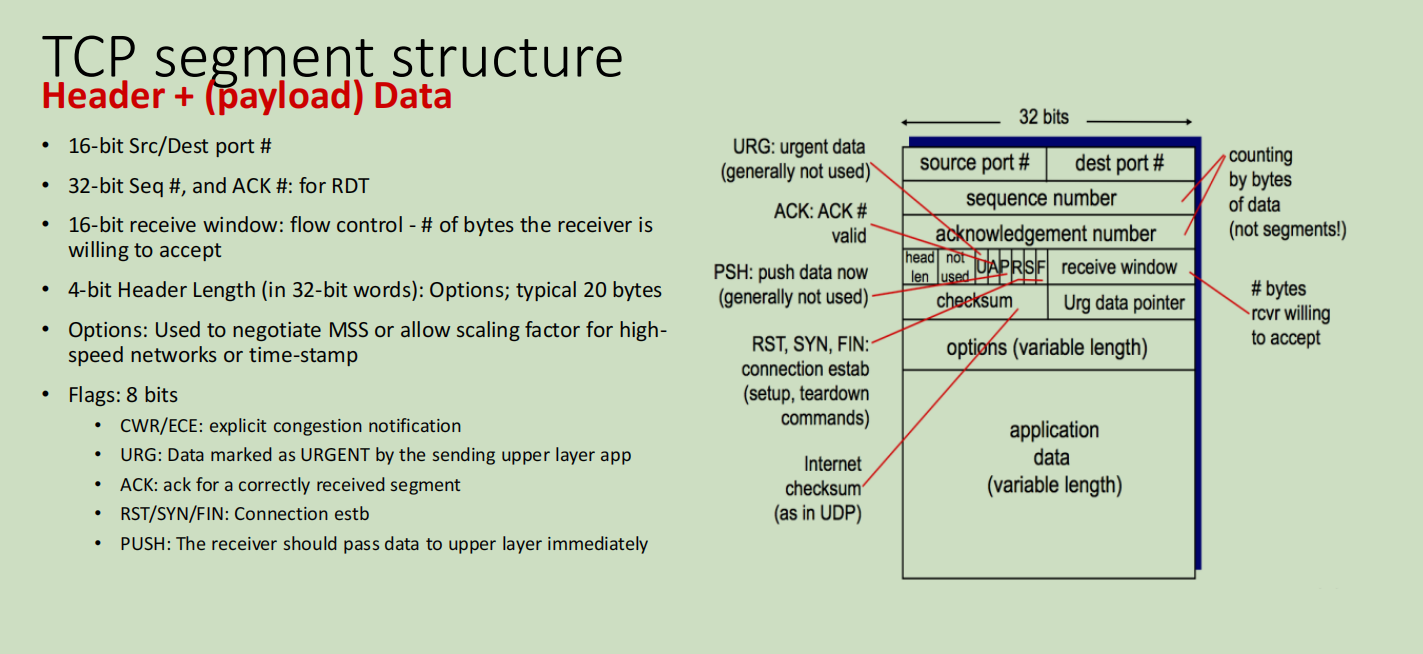 TCP segment structure
Header + (payload) Data
• 16-bit Src/Dest port #
• 32-bit Seq #, and ACK #: for RDT
• 16-bit receive window: flow control - # of bytes the receiver is
willing to accept
• 4-bit Header Length (in 32-bit words): Options; typical 20 bytes
• Options: Used to negotiate MSS or allow scaling factor for high-
speed networks or time-stamp
• Flags: 8 bits
• CWR/ECE: explicit congestion notification
• URG: Data marked as URGENT by the sending upper layer app
• ACK: ack for a correctly received segment
• RST/SYN/FIN: Connection estb
• PUSH: The receiver should pass data to upper layer immediately
URG: urgent data
(generally not used)
ACK: ACK #
valid
PSH: push data now
(generally not used)
RST, SYN, FIN:
connection estab
(setup, teardown
commands)
Internet
checksum
(as in UDP)
32 bits
source port #
dest port #
sequence number
acknowledgement number
head
len
not
used
U
A
P
R
S
F
receive window
checksum
Urg data pointer
options (variable length)
application
data
(variable length)
counting
by bytes
of data
(not segments!)
# bytes
rcvr willing
to accept